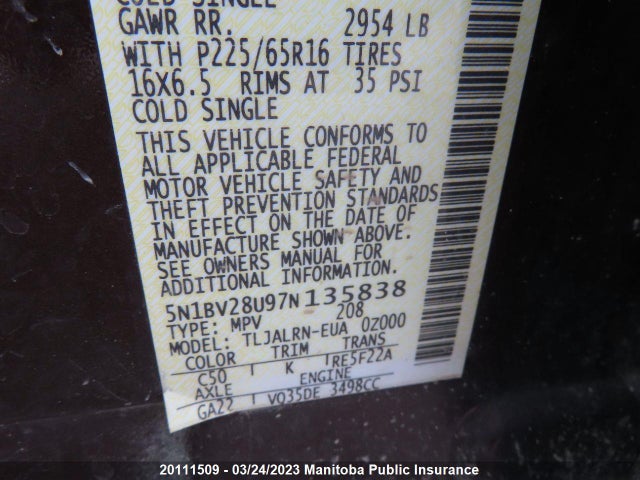 COLD SINGLE
GAWR RR. 2954 LB
WITH P225/65R16 TIRES
16X6.5 RIMS AT 35 PSI
COLD SINGLE
THIS VEHICLE CONFORMS TO
ALL APPLICABLE FEDERAL
MOTOR VEHICLE SAFETY AND
THEFT PREVENTION STANDARDS
IN EFFECT ON THE DATE OF
MANUFACTURE SHOWN ABOVE.
SEE OWNERS MANUAL FOR
ADDITIONAL INFORMATION.
5N1BV28U97N135838
TYPE: MPV 208
MODEL: TLJALRN-EUA 0Z000
COLOR TRIM TRANS
C50 K RE5F22A
AXLE ENGINE
GA22 VQ35DE 3498CC
20111509 - 03/24/2023 Manitoba Public Insurance